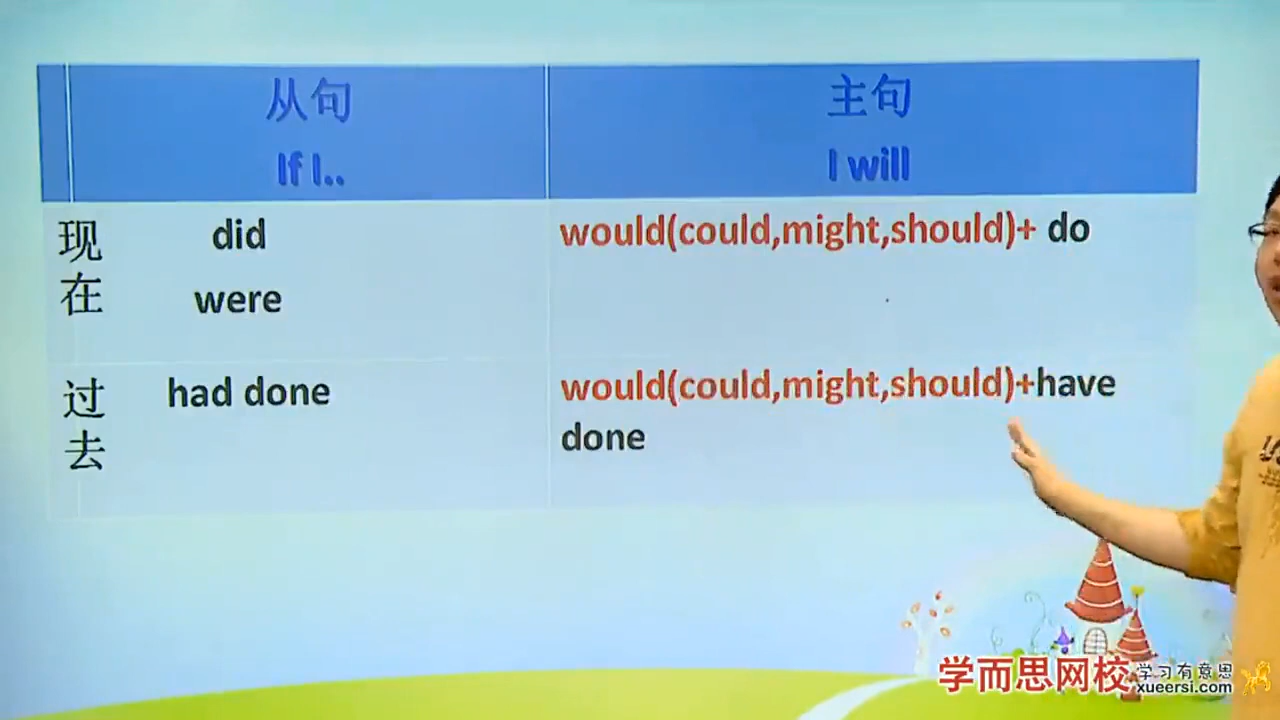 从句
主句
If I..
I will
现在
did
were
would(could,might,should)+ do
过去
had done
would(could,might,should)+have
done
学而思网校
学习有意思
xueersi.com